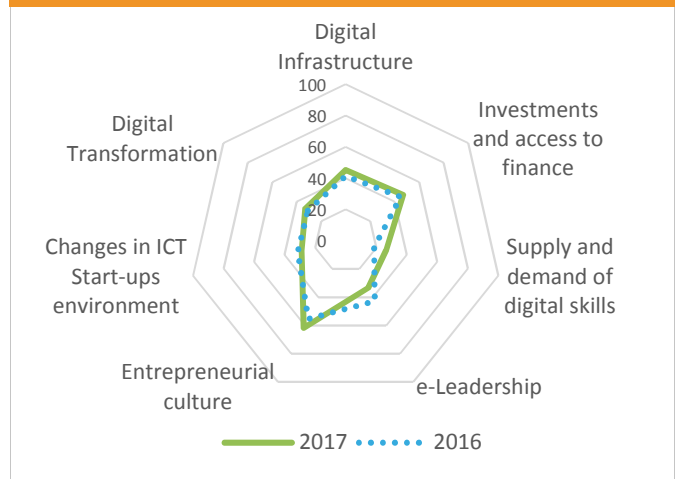 Digital
Infrastructure
100
80
60
40
20
0
Investments
and access to
finance
Supply and
demand of
digital skills
e-Leadership
Entrepreneurial
culture
Changes in ICT
Start-ups
environment
Digital
Transformation
2017
2016